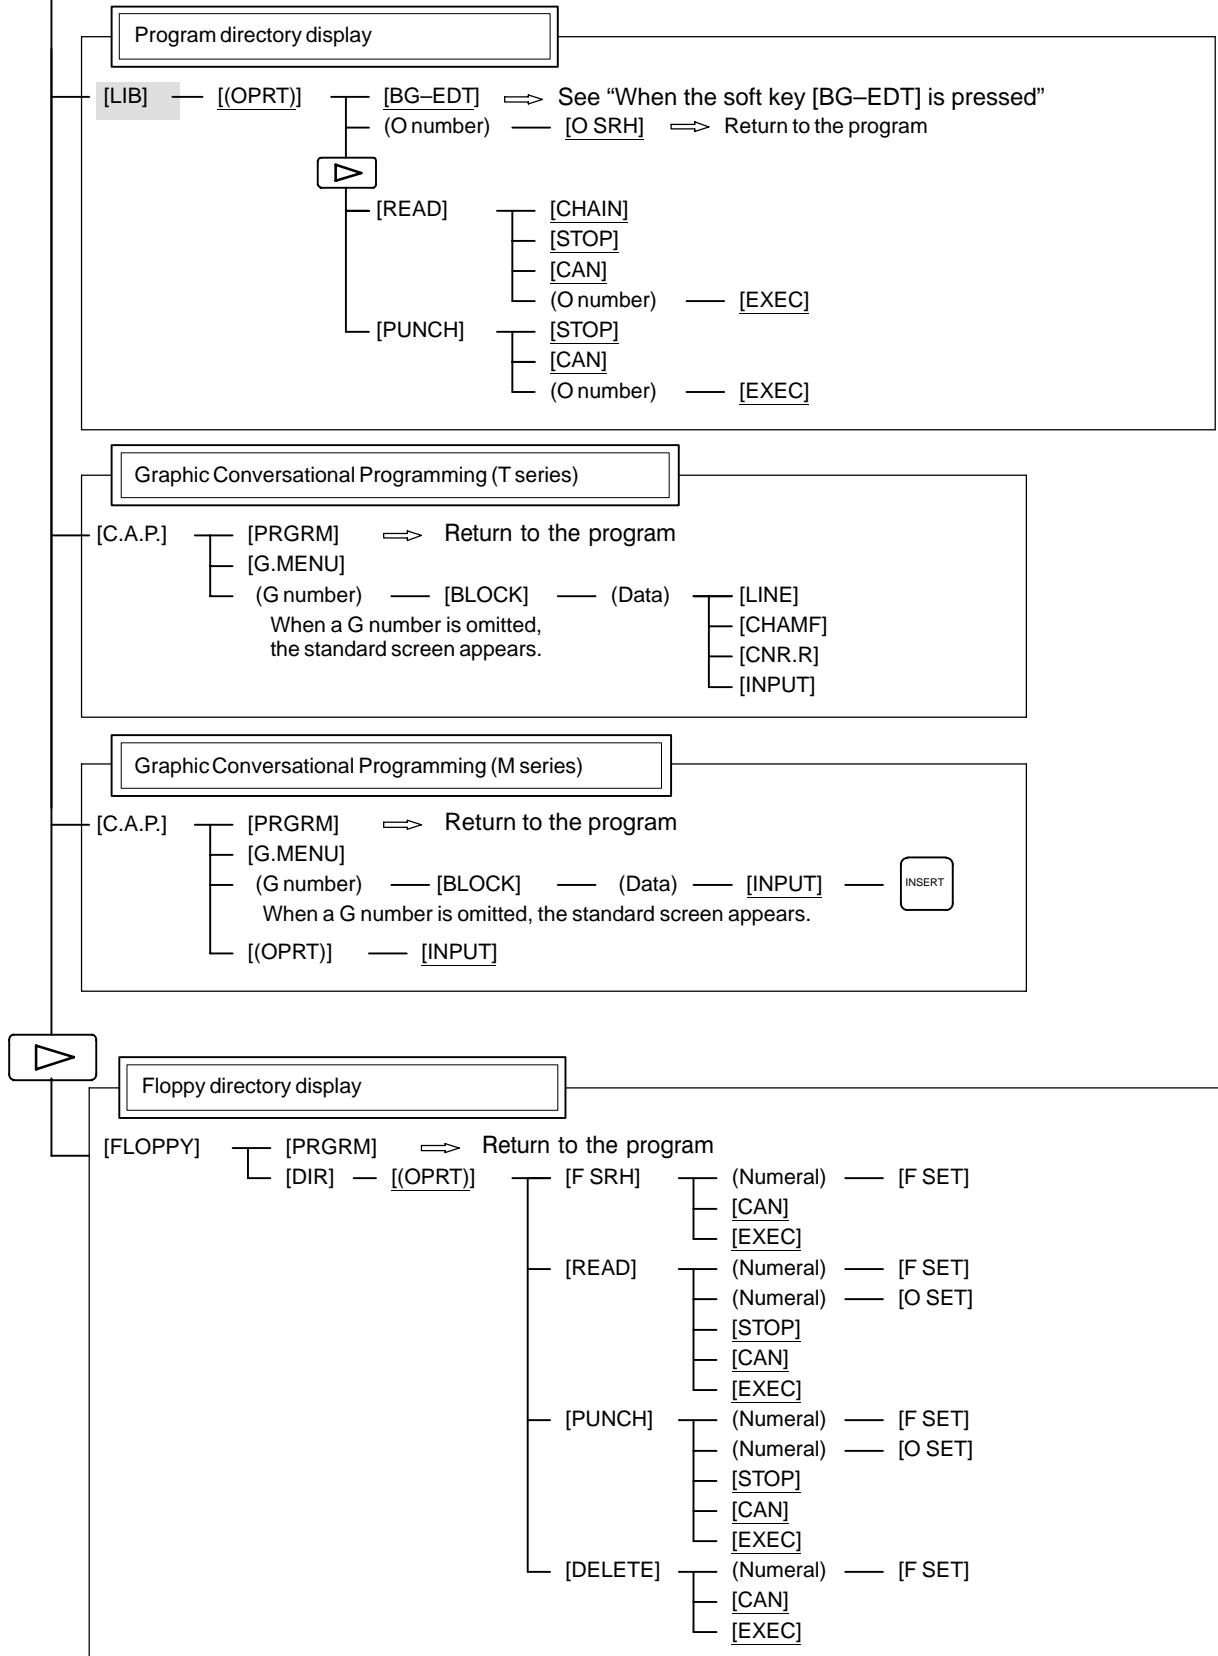 Program directory display
[LIB] [(OPRT)] [BG–EDT] See “When the soft key [BG–EDT] is pressed”
(O number) [O SRH] Return to the program
[READ] [CHAIN]
[STOP]
[CAN]
(O number) [EXEC]
[PUNCH] [STOP]
[CAN]
(O number) [EXEC]
Graphic Conversational Programming (T series)
[C.A.P.] [PRGRM] Return to the program
[G.MENU]
(G number) [BLOCK] (Data) [LINE]
When a G number is omitted, [CHAMF]
the standard screen appears. [CNR.R]
[INPUT]
Graphic Conversational Programming (M series)
[C.A.P.] [PRGRM] Return to the program
[G.MENU]
(G number) [BLOCK] (Data) [INPUT] INSERT
When a G number is omitted, the standard screen appears.
[(OPRT)] [INPUT]
Floppy directory display
[FLOPPY] [PRGRM] Return to the program
[DIR] [(OPRT)] [F SRH] (Numeral) [F SET]
[CAN]
[EXEC]
[READ] (Numeral) [F SET]
(Numeral) [O SET]
[STOP]
[CAN]
[EXEC]
[PUNCH] (Numeral) [F SET]
(Numeral) [O SET]
[STOP]
[CAN]
[EXEC]
[DELETE] (Numeral) [F SET]
[CAN]
[EXEC]